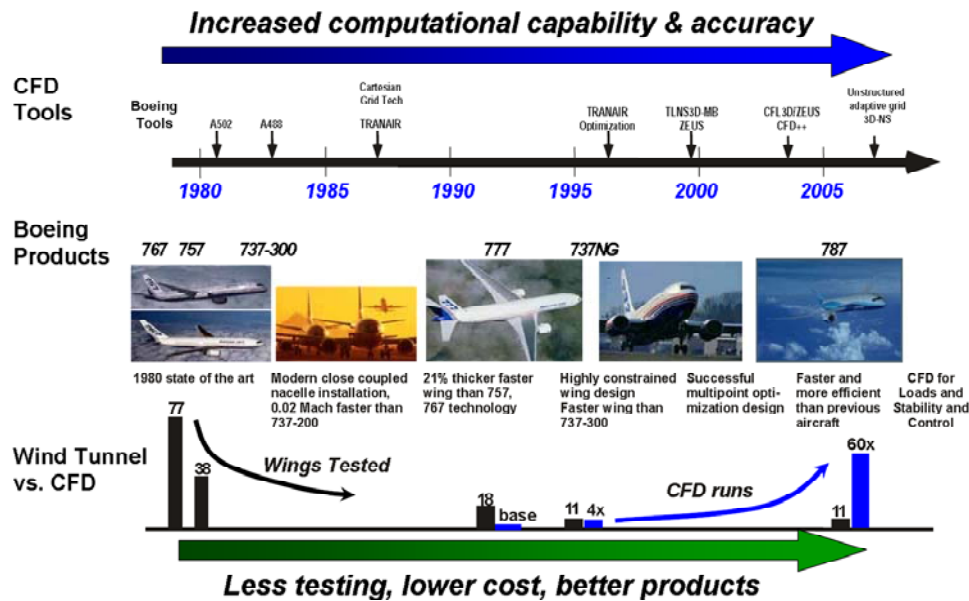 Increased computational capability & accuracy
CFD
Tools
Boeing
Tools
A502
A488
Cartesian
Grid Tech
TRANAIR
TRANAIR
Optimization
TLNS3D-MB
ZEUS
CFL3D/ZEUS
CFD++
Unstructured
adaptive grid
3D-NS
1980
1985
1990
1995
2000
2005
Boeing
Products
767
757
737-300
777
737NG
787
1980 state of the art
Modern close coupled
nacelle installation,
0.02 Mach faster than
737-200
21% thicker faster
wing than 757,
767 technology
Highly constrained
wing design
Faster wing than
737-300
Successful
multipoint opti-
mization design
Faster and
more efficient
than previous
aircraft
CFD for
Loads and
Stability and
Control
Wind Tunnel
vs. CFD
77
38
Wings Tested
18
base
11
4x
CFD runs
11
60x
Less testing, lower cost, better products